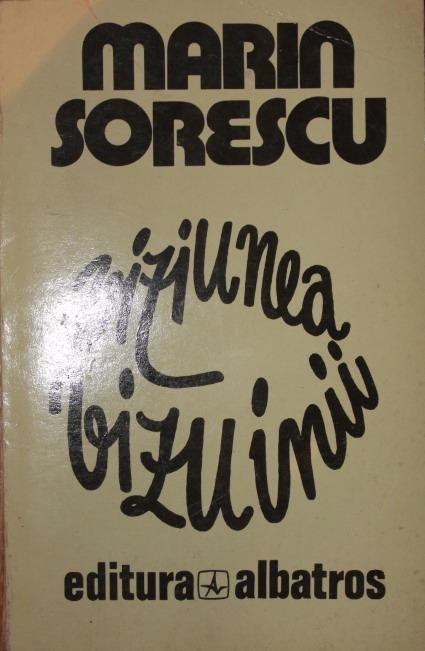 MARIN
SORESCU
viziunea
vizuinii
editura albatros